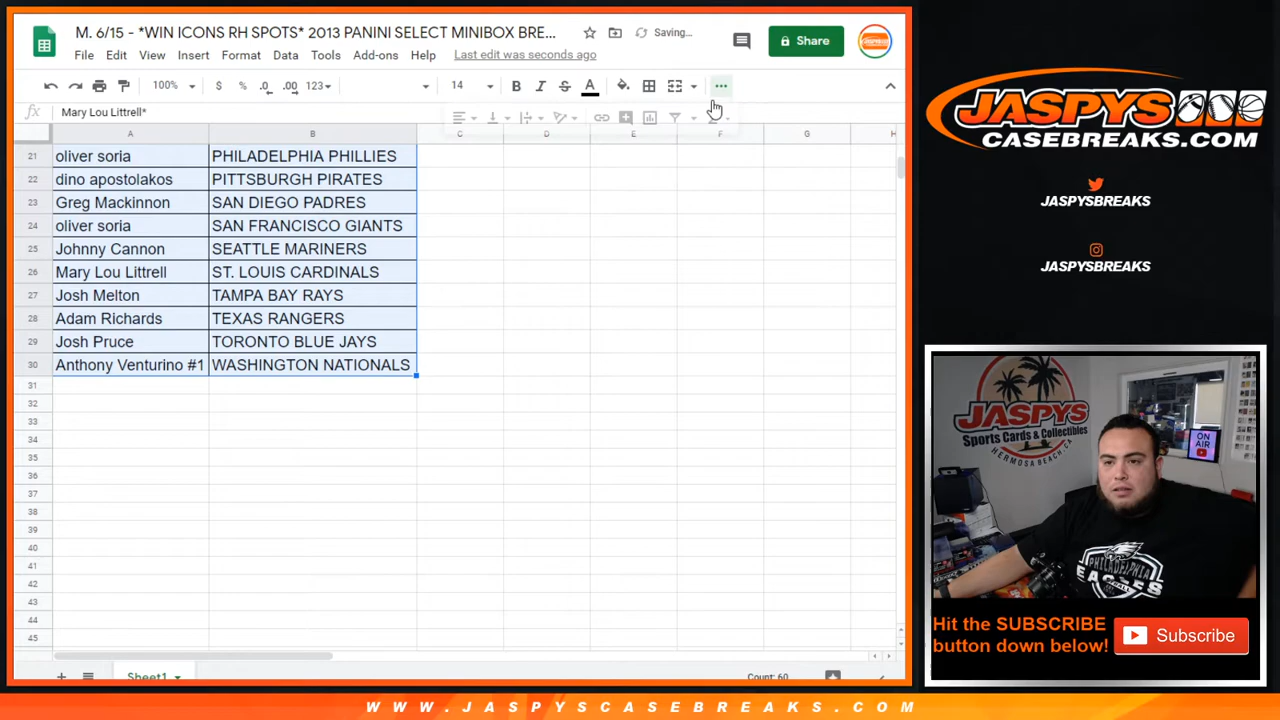 M. 6/15 - *WIN ICONS RH SPOTS* 2013 PANINI SELECT MINIBOX BRE...
Saving...
File Edit View Insert Format Data Tools Add-ons Help Last edit was seconds ago
Share
100% $ % .0 .00 123 14 B I S A
fx Mary Lou Littrell*
A B C D E F G H
21 oliver soria PHILADELPHIA PHILLIES
22 dino apostolakos PITTSBURGH PIRATES
23 Greg Mackinnon SAN DIEGO PADRES
24 oliver soria SAN FRANCISCO GIANTS
25 Johnny Cannon SEATTLE MARINERS
26 Mary Lou Littrell ST. LOUIS CARDINALS
27 Josh Melton TAMPA BAY RAYS
28 Adam Richards TEXAS RANGERS
29 Josh Pruce TORONTO BLUE JAYS
30 Anthony Venturino #1 WASHINGTON NATIONALS
31
32
33
34
35
36
37
38
39
40
41
42
43
44
45
Sheet1 Count: 60
JASPYS
CASEBREAKS.COM
JASPYSBREAKS
JASPYSBREAKS
JASPYS
Sports Cards & Collectibles
HERMOSA BEACH, CA
ON
AIR
PHILADELPHIA
EAGLES
Hit the SUBSCRIBE
button down below!
Subscribe
WWW.JASPYSCASEBREAKS.COM